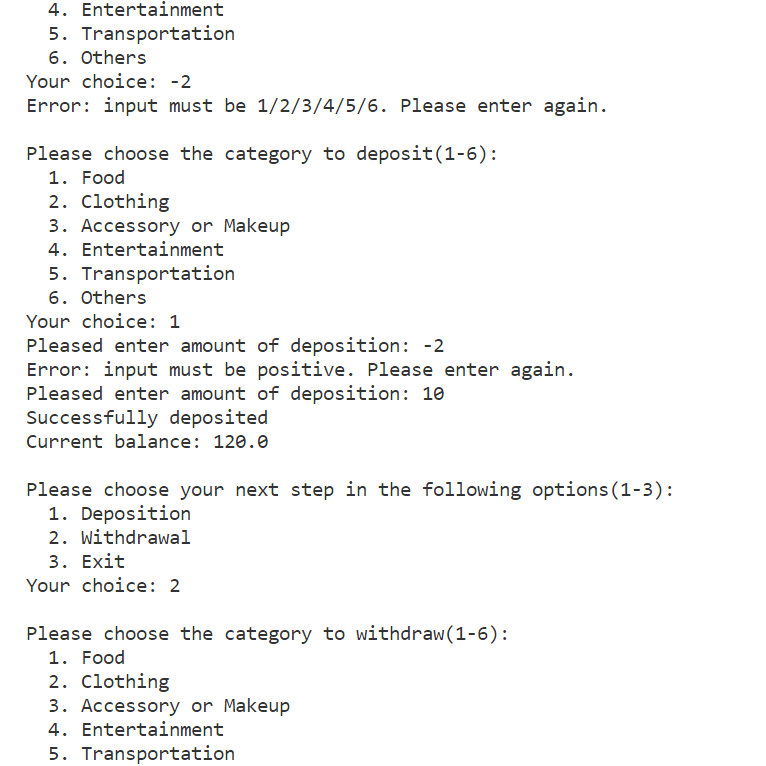 4. Entertainment
5. Transportation
6. Others
Your choice: -2
Error: input must be 1/2/3/4/5/6. Please enter again.
Please choose the category to deposit(1-6):
1. Food
2. Clothing
3. Accessory or Makeup
4. Entertainment
5. Transportation
6. Others
Your choice: 1
Pleased enter amount of deposition: -2
Error: input must be positive. Please enter again.
Pleased enter amount of deposition: 10
Successfully deposited
Current balance: 120.0
Please choose your next step in the following options(1-3):
1. Deposition
2. Withdrawal
3. Exit
Your choice: 2
Please choose the category to withdraw(1-6):
1. Food
2. Clothing
3. Accessory or Makeup
4. Entertainment
5. Transportation